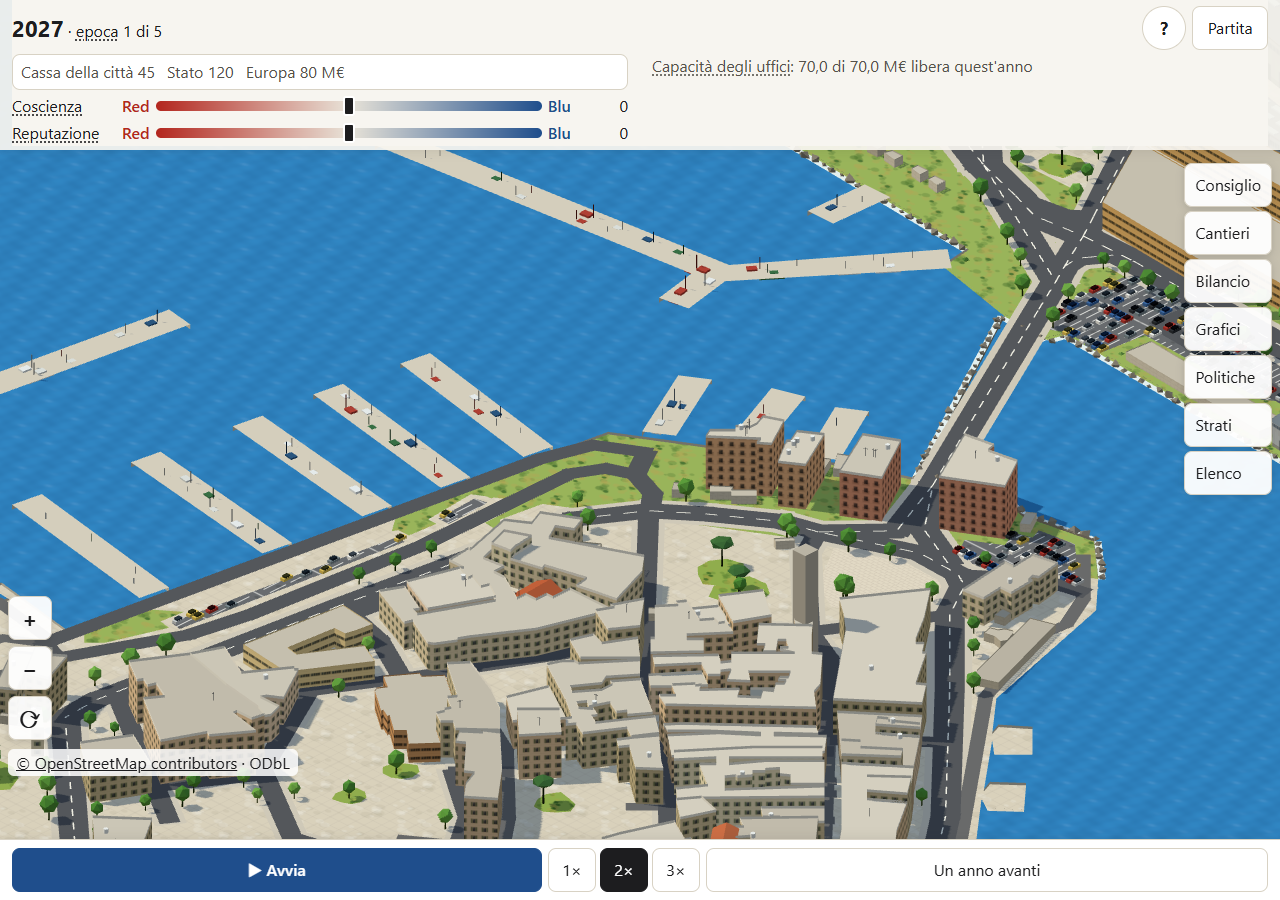 2027 · epoca 1 di 5
? Partita
Cassa della città 45 Stato 120 Europa 80 M€
Capacità degli uffici: 70,0 di 70,0 M€ libera quest'anno
Coscienza Red Blu 0
Reputazione Red Blu 0
Consiglio
Cantieri
Bilancio
Grafici
Politiche
Strati
Elenco
+
−
© OpenStreetMap contributors · ODbL
▶ Avvia 1× 2× 3× Un anno avanti